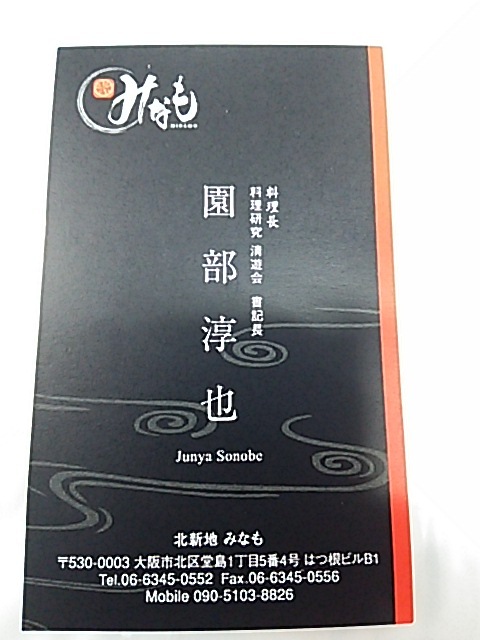 みなも
MINAMO
料理長
料理研究 清遊会 書記長
園部淳也
Junya Sonobe
北新地 みなも
〒530-0003 大阪市北区堂島1丁目5番4号 はつ根ビルB1
Tel.06-6345-0552 Fax.06-6345-0556
Mobile 090-5103-8826